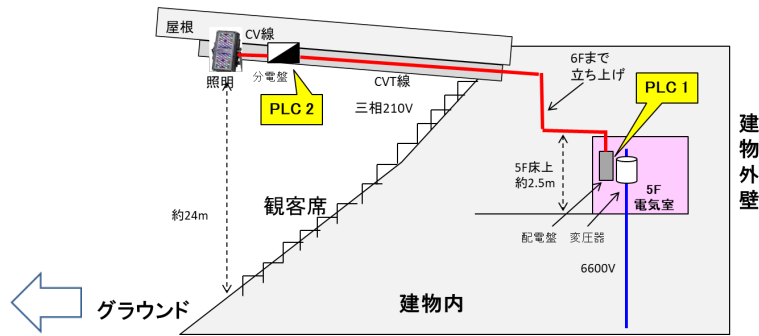 屋根
CV線
6Fまで
立ち上げ
照明
分電盤
CVT線
PLC 1
PLC 2
三相210V
建物外壁
5F床上
約2.5m
5F
電気室
観客席
約24m
配電盤
変圧器
6600V
グラウンド
建物内